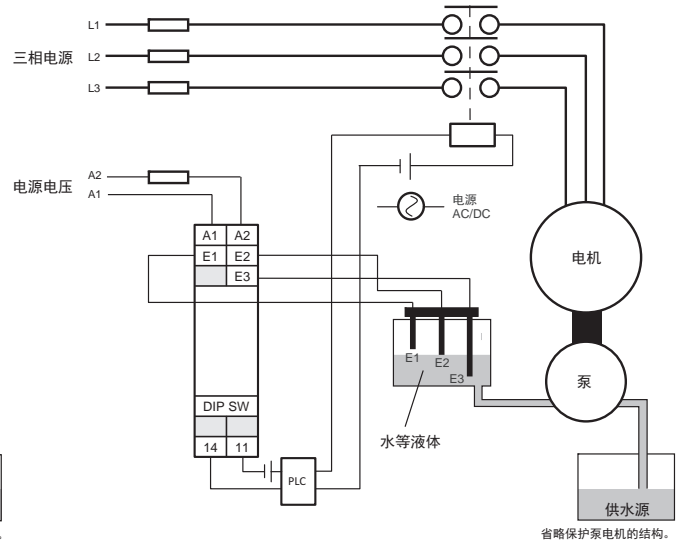 L1
三相电源 L2
L3
电源电压 A2
A1
电源
AC/DC
A1 A2
E1 E2
E3
电机
E1 E2
E3
泵
DIP SW
水等液体
14 11
PLC
供水源
省略保护泵电机的结构。
。